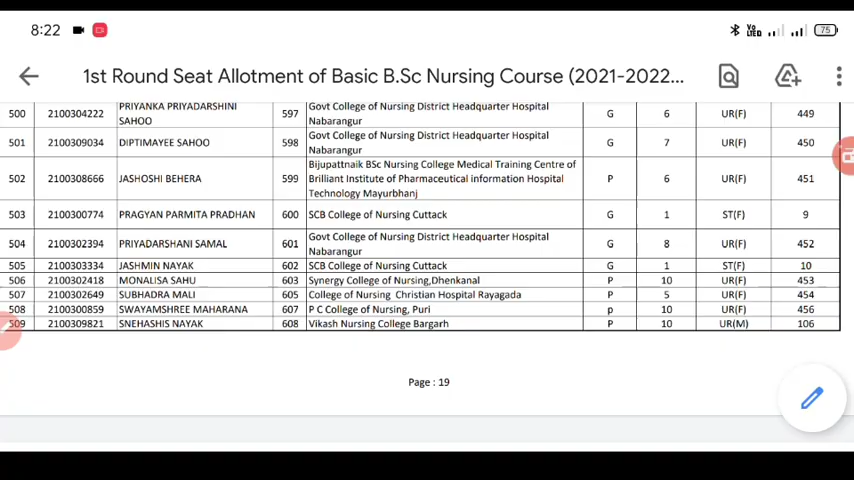 8:22
Vo
LTED
75
1st Round Seat Allotment of Basic B.Sc Nursing Course (2021-2022...
500 2100304222 PRIYANKA PRIYADARSHINI SAHOO 597 Govt College of Nursing District Headquarter Hospital Nabarangur G 6 UR(F) 449
501 2100309034 DIPTIMAYEE SAHOO 598 Govt College of Nursing District Headquarter Hospital Nabarangur G 7 UR(F) 450
502 2100308666 JASHOSHI BEHERA 599 Bijupattnaik BSc Nursing College Medical Training Centre of Brilliant Institute of Pharmaceutical information Hospital Technology Mayurbhanj P 6 UR(F) 451
503 2100300774 PRAGYAN PARMITA PRADHAN 600 SCB College of Nursing Cuttack G 1 ST(F) 9
504 2100302394 PRIYADARSHANI SAMAL 601 Govt College of Nursing District Headquarter Hospital Nabarangur G 8 UR(F) 452
505 2100303334 JASHMIN NAYAK 602 SCB College of Nursing Cuttack G 1 ST(F) 10
506 2100302418 MONALISA SAHU 603 Synergy College of Nursing,Dhenkanal P 10 UR(F) 453
507 2100302649 SUBHADRA MALI 605 College of Nursing Christian Hospital Rayagada P 5 UR(F) 454
508 2100300859 SWAYAMSHREE MAHARANA 607 P C College of Nursing, Puri p 10 UR(F) 456
509 2100309821 SNEHASHIS NAYAK 608 Vikash Nursing College Bargarh P 10 UR(M) 106
Page : 19